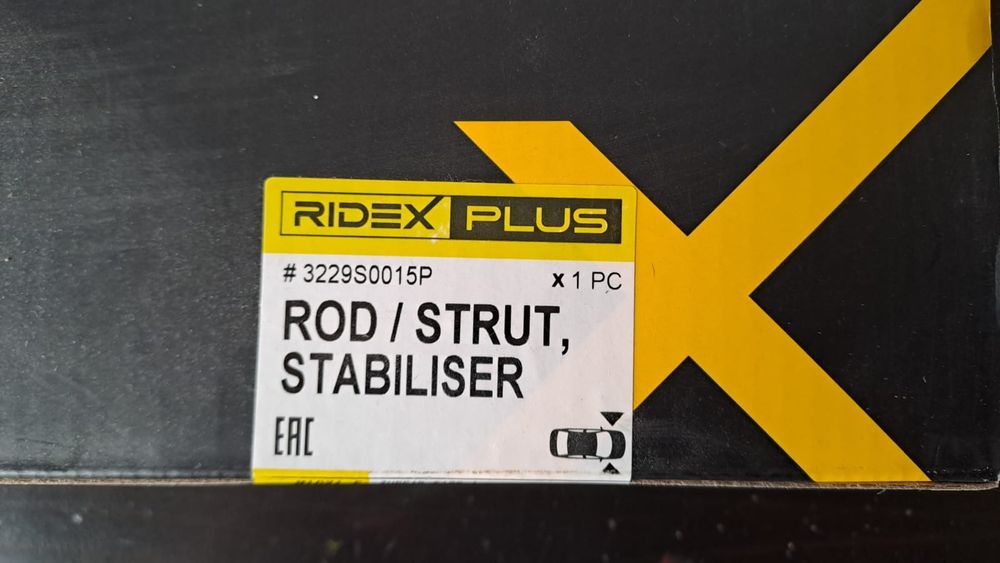 RIDEX PLUS
# 3229S0015P x 1 PC
ROD / STRUT,
STABILISER
EAC